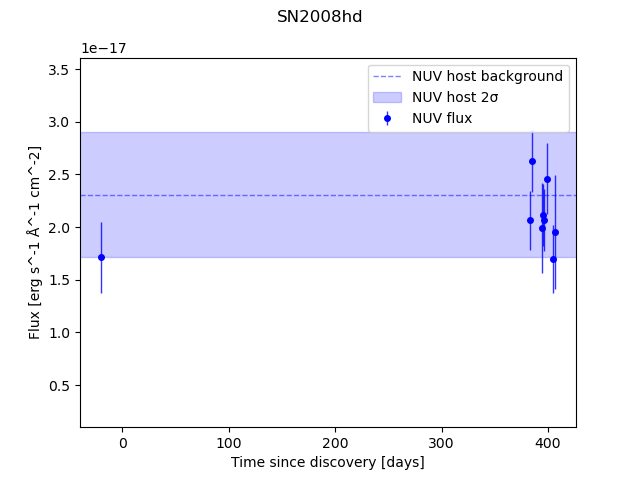 SN2008hd
1e−17
NUV host background
NUV host 2σ
NUV flux
3.5
3.0
2.5
2.0
1.5
1.0
0.5
Flux [erg s^-1 Å^-1 cm^-2]
0 100 200 300 400
Time since discovery [days]